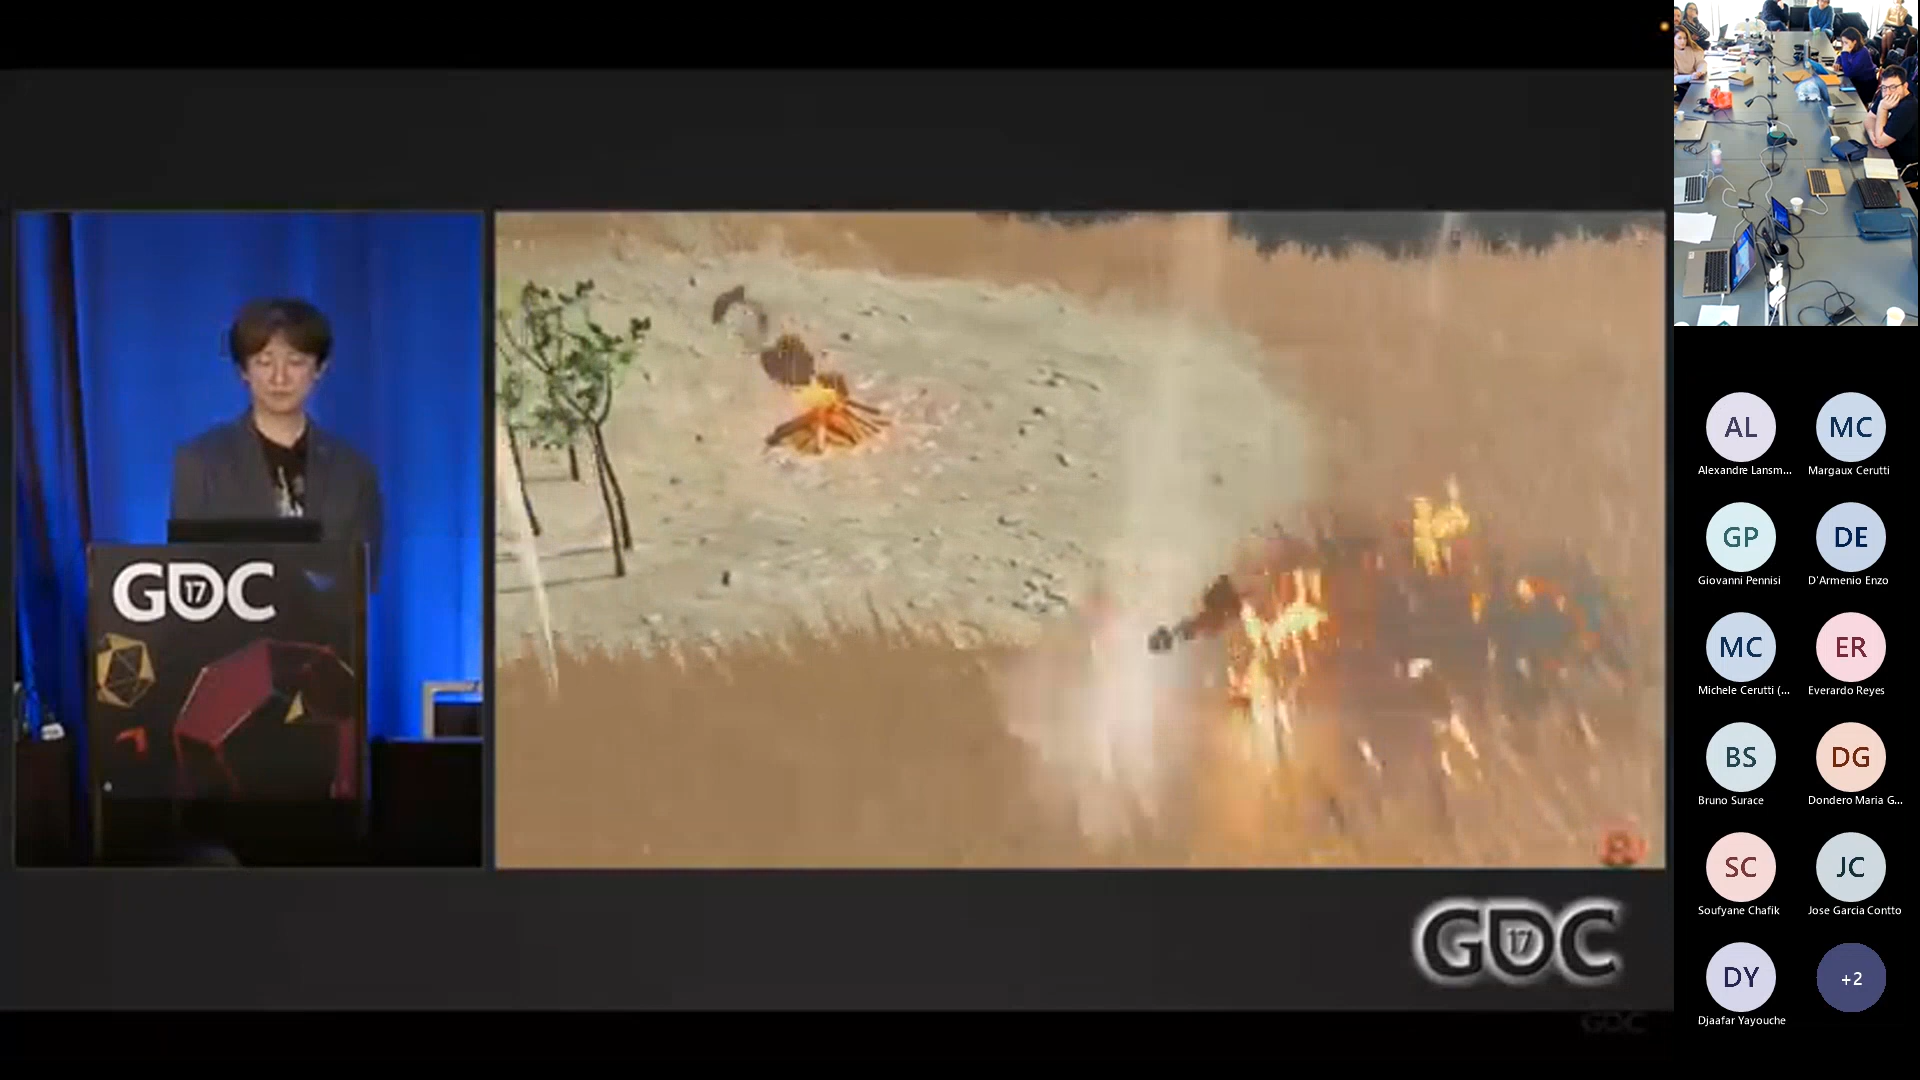 GDC
17
GDC
17
GDC
AL
MC
Alexandre Lansm...
Margaux Cerutti
GP
DE
Giovanni Pennisi
D'Armenio Enzo
MC
ER
Michele Cerutti (...
Everardo Reyes
BS
DG
Bruno Surace
Dondero Maria G...
SC
JC
Soufyane Chafik
Jose Garcia Contto
DY
+2
Djaafar Yayouche